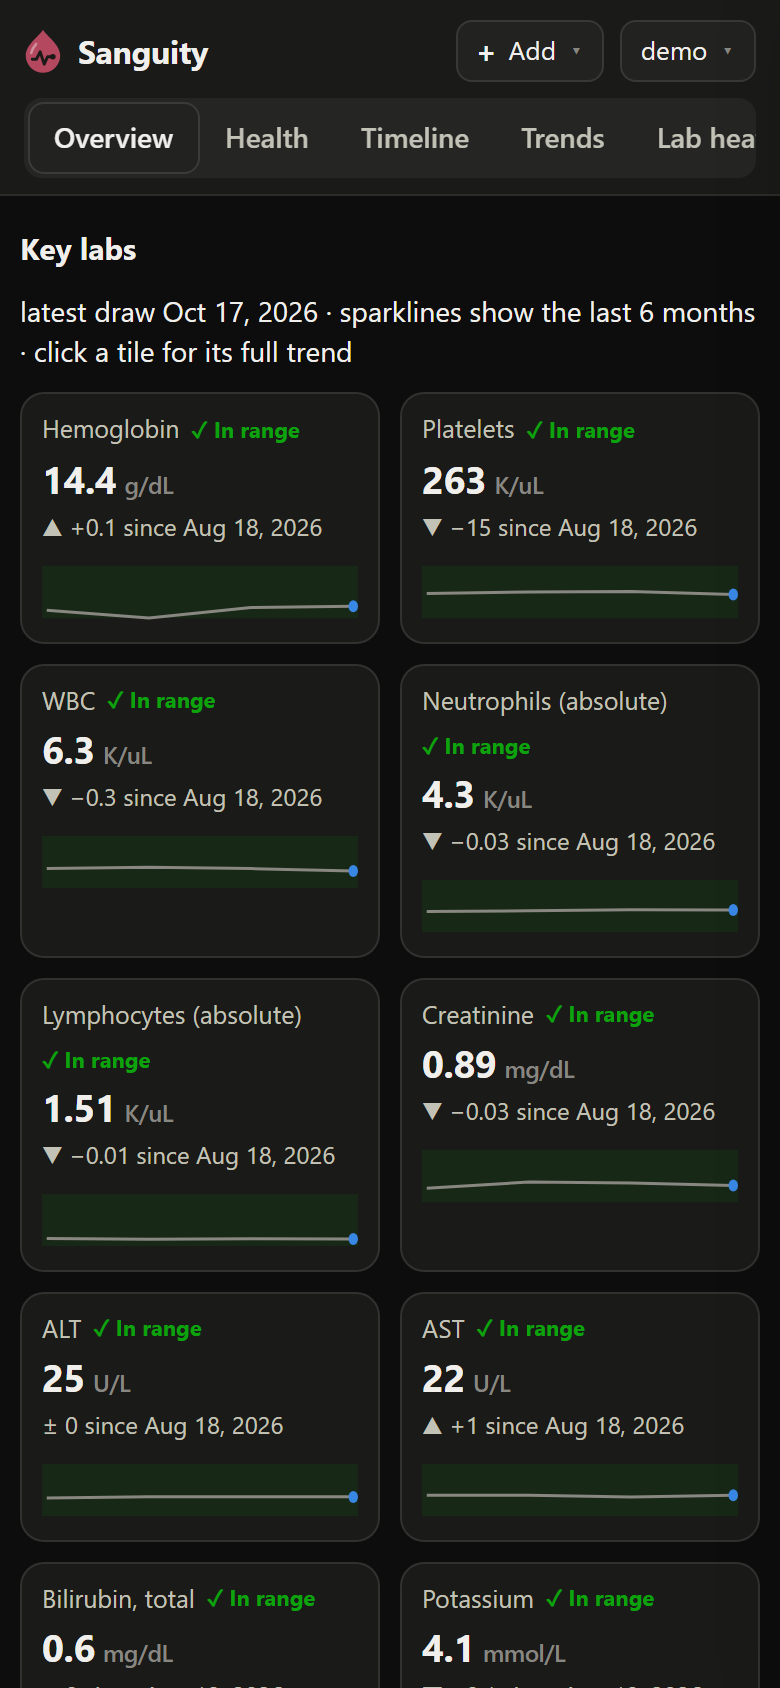 Sanguity
+ Add ▾
demo ▾
Overview Health Timeline Trends Lab hea
Key labs
latest draw Oct 17, 2026 · sparklines show the last 6 months
· click a tile for its full trend
Hemoglobin ✓ In range
14.4 g/dL
▲ +0.1 since Aug 18, 2026
Platelets ✓ In range
263 K/uL
▼ −15 since Aug 18, 2026
WBC ✓ In range
6.3 K/uL
▼ −0.3 since Aug 18, 2026
Neutrophils (absolute)
✓ In range
4.3 K/uL
▼ −0.03 since Aug 18, 2026
Lymphocytes (absolute)
✓ In range
1.51 K/uL
▼ −0.01 since Aug 18, 2026
Creatinine ✓ In range
0.89 mg/dL
▼ −0.03 since Aug 18, 2026
ALT ✓ In range
25 U/L
± 0 since Aug 18, 2026
AST ✓ In range
22 U/L
▲ +1 since Aug 18, 2026
Bilirubin, total ✓ In range
0.6 mg/dL
Potassium ✓ In range
4.1 mmol/L